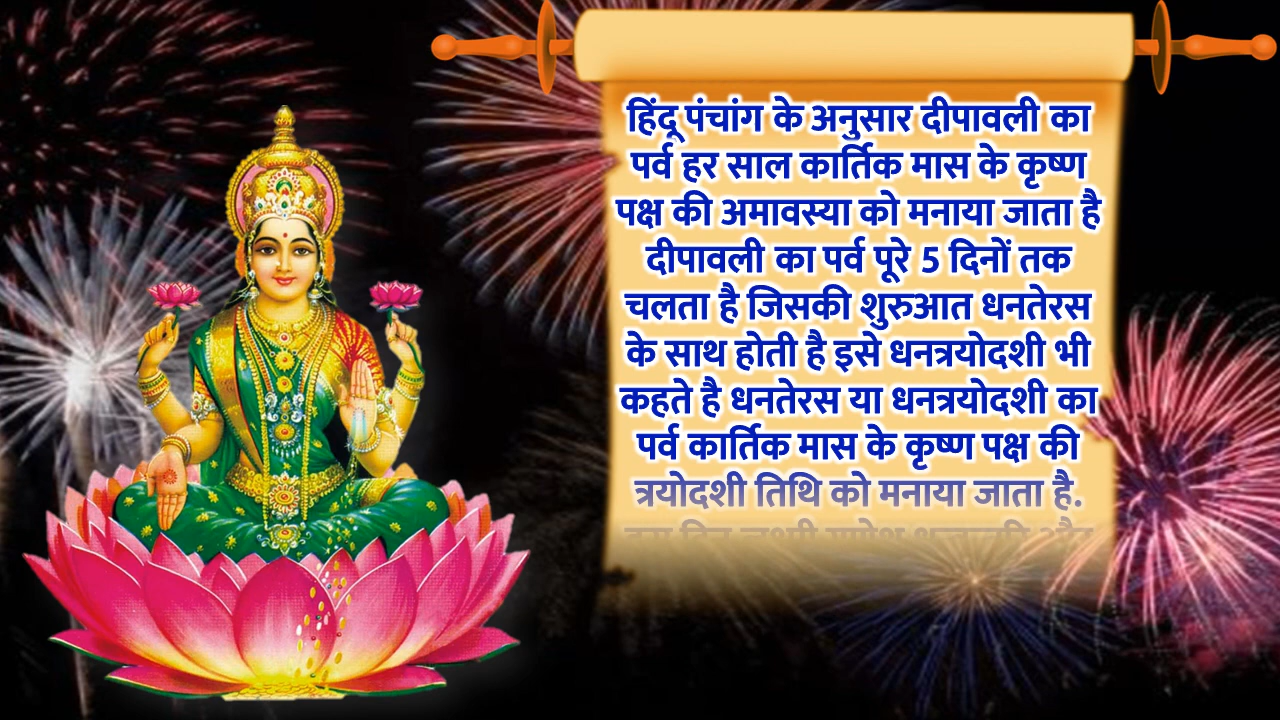 हिंदू पंचांग के अनुसार दीपावली का
पर्व हर साल कार्तिक मास के कृष्ण
पक्ष की अमावस्या को मनाया जाता है
दीपावली का पर्व पूरे 5 दिनों तक
चलता है जिसकी शुरुआत धनतेरस
के साथ होती है इसे धनत्रयोदशी भी
कहते है धनतेरस या धनत्रयोदशी का
पर्व कार्तिक मास के कृष्ण पक्ष की
त्रयोदशी तिथि को मनाया जाता है.